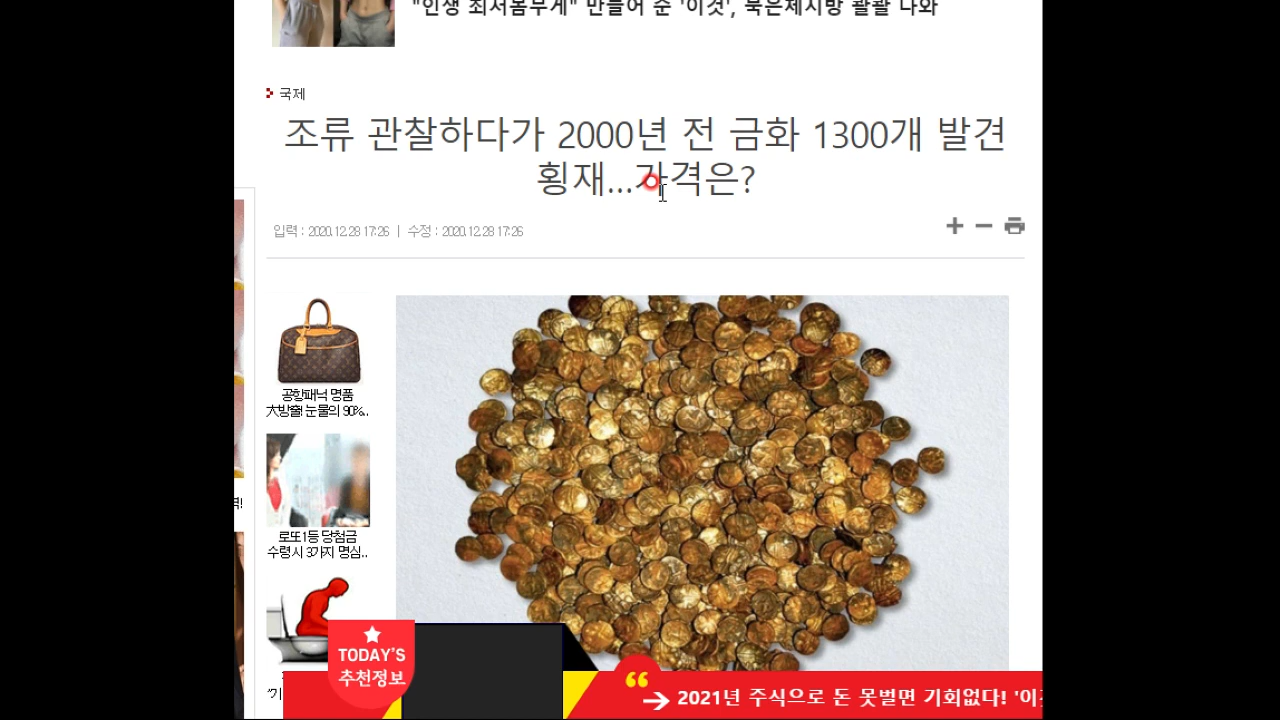 "인생 최저몸무게" 만들어 준 '이것', 묵은체지방 콸콸 나와
국제
조류 관찰하다가 2000년 전 금화 1300개 발견
횡재...가격은?
입력 : 2020.12.28 17:26 | 수정 : 2020.12.28 17:26
공항패닉 명품
大방출! 눈물의 90%..
로또1등 당첨금
수령시 3가지 명심..
TODAY'S
추천정보
2021년 주식으로 돈 못벌면 기회없다!